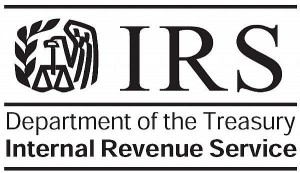 IRS
Department of the Treasury
Internal Revenue Service